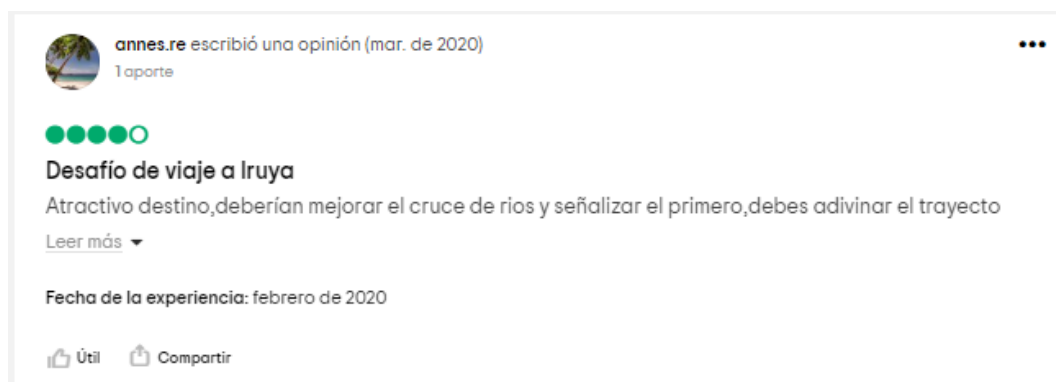 annes.re escribió una opinión (mar. de 2020)
1 aporte
Desafío de viaje a Iruya
Atractivo destino,deberían mejorar el cruce de rios y señalizar el primero,debes adivinar el trayecto
Leer más
Fecha de la experiencia: febrero de 2020
Útil Compartir